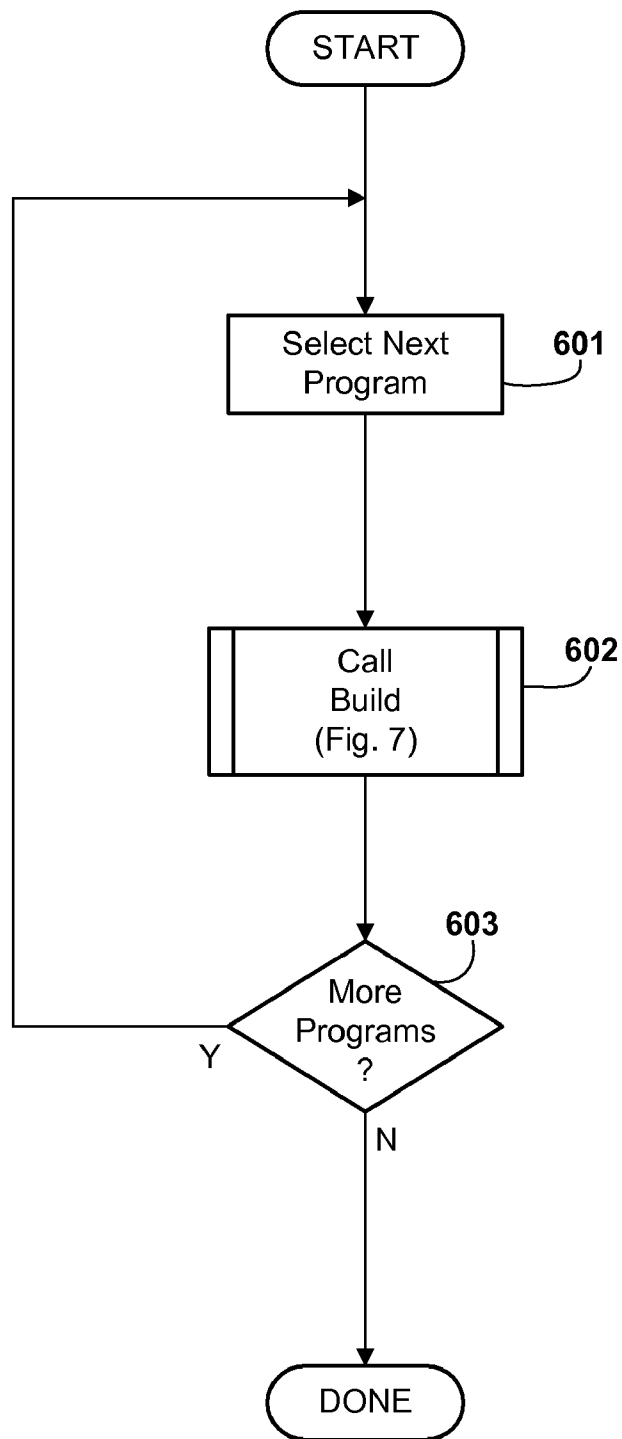 START
Select Next
Program
601
Call
Build
(Fig. 7)
602
603
More
Programs
?
Y
N
DONE